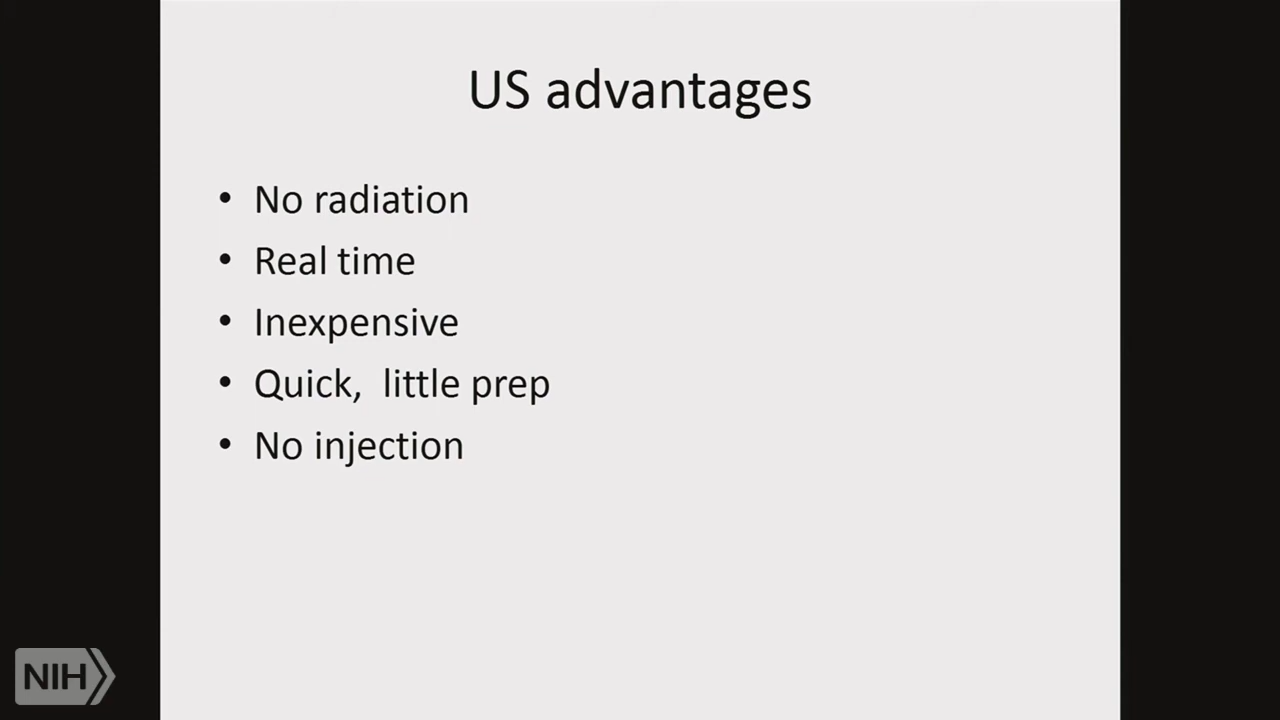 US advantages
• No radiation
• Real time
• Inexpensive
• Quick,  little prep
• No injection
NIH